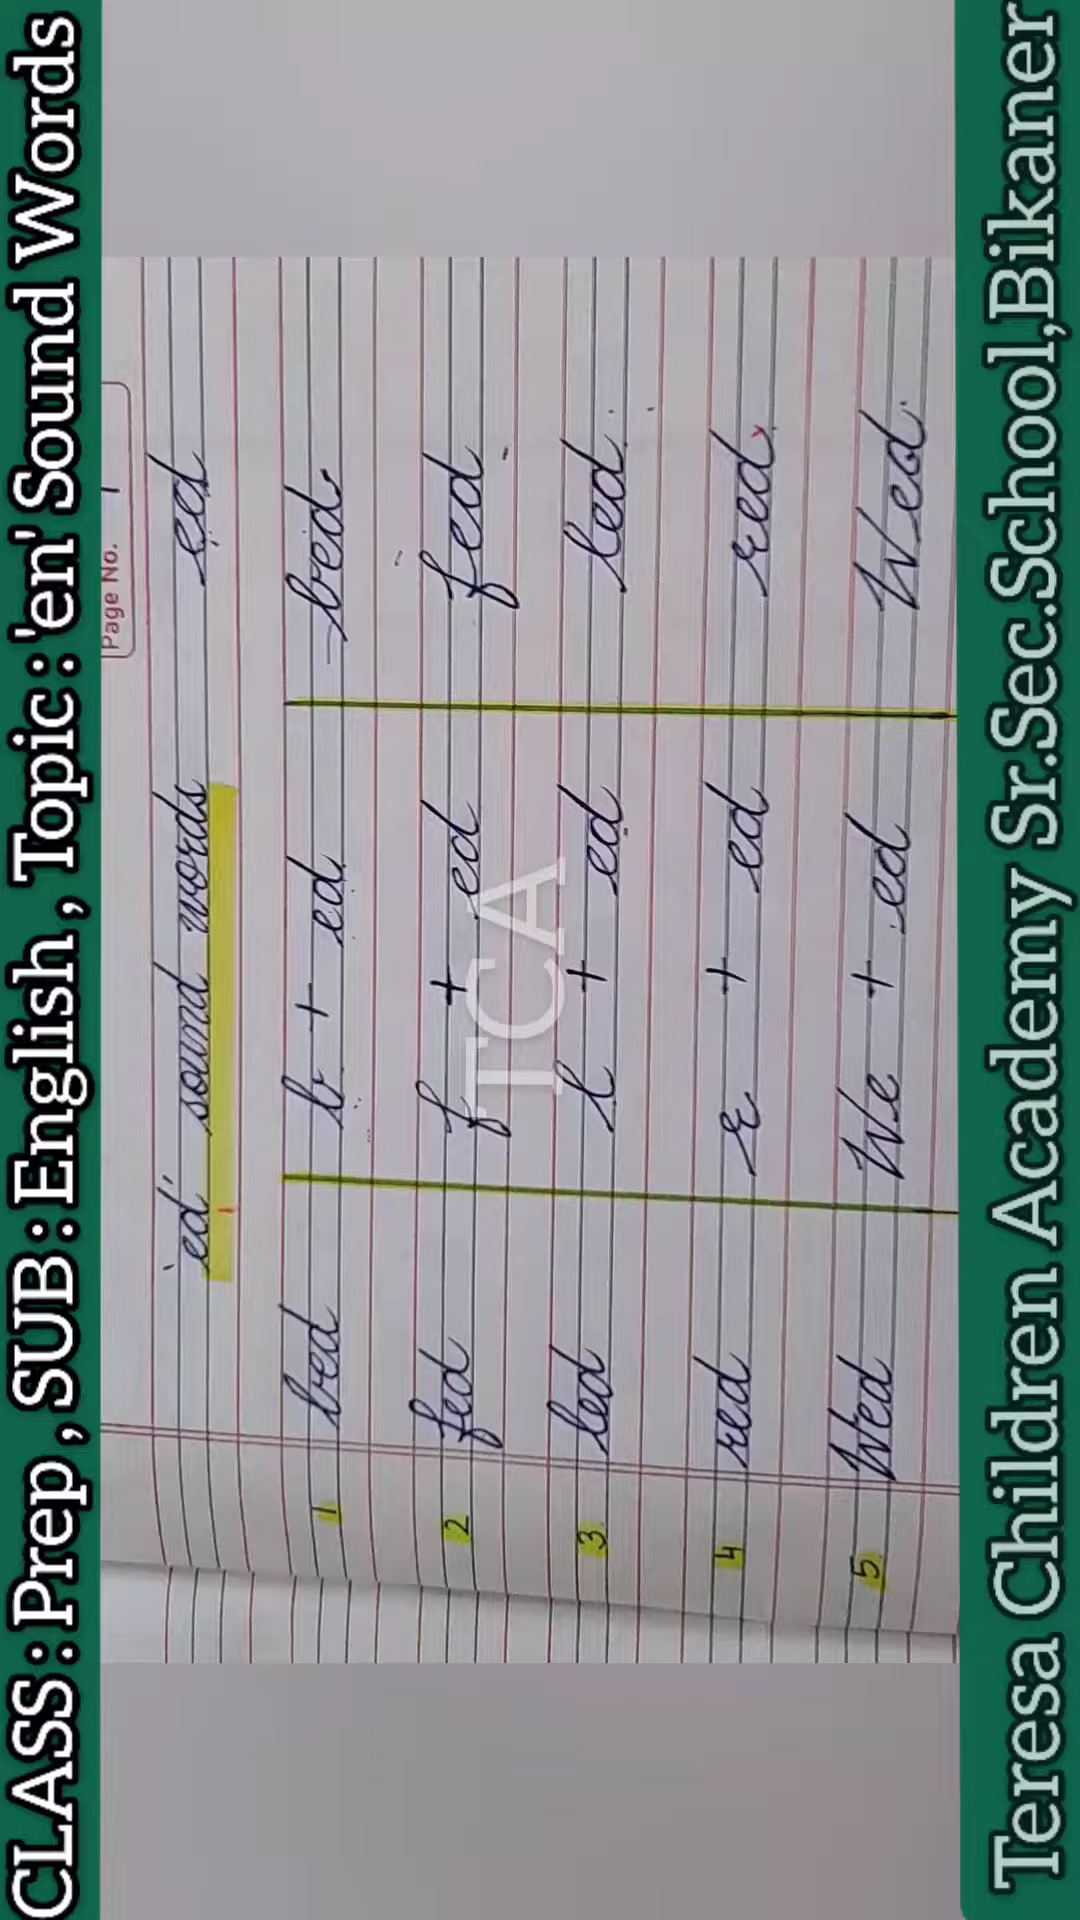 CLASS:Prep ,SUB:English , Topic:'en' Sound Words
Page No. 1
'ed' sound words ed
1 bed b + ed bed
2 fed f + ed fed
3. led l + ed led
4 red r + ed red
5. Wed We + ed Wed
TCA
Teresa Children Academy Sr.Sec.School,Bikaner